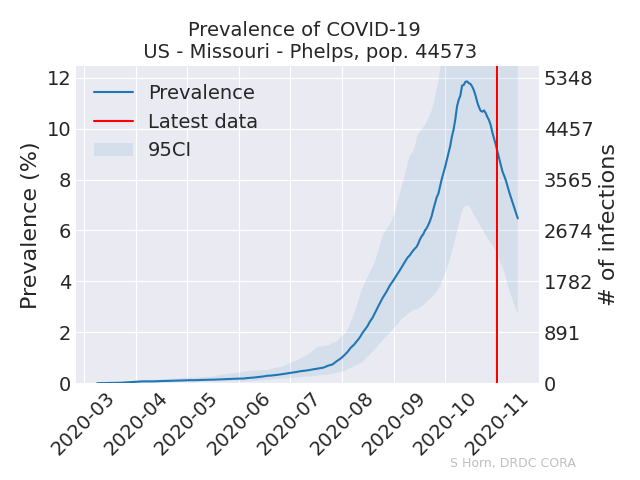 Prevalence of COVID-19
US - Missouri - Phelps, pop. 44573
Prevalence
Latest data
95CI
Prevalence (%)
12
10
8
6
4
2
0
5348
4457
3565
2674
1782
891
0
# of infections
2020-03
2020-04
2020-05
2020-06
2020-07
2020-08
2020-09
2020-10
2020-11
S Horn, DRDC CORA